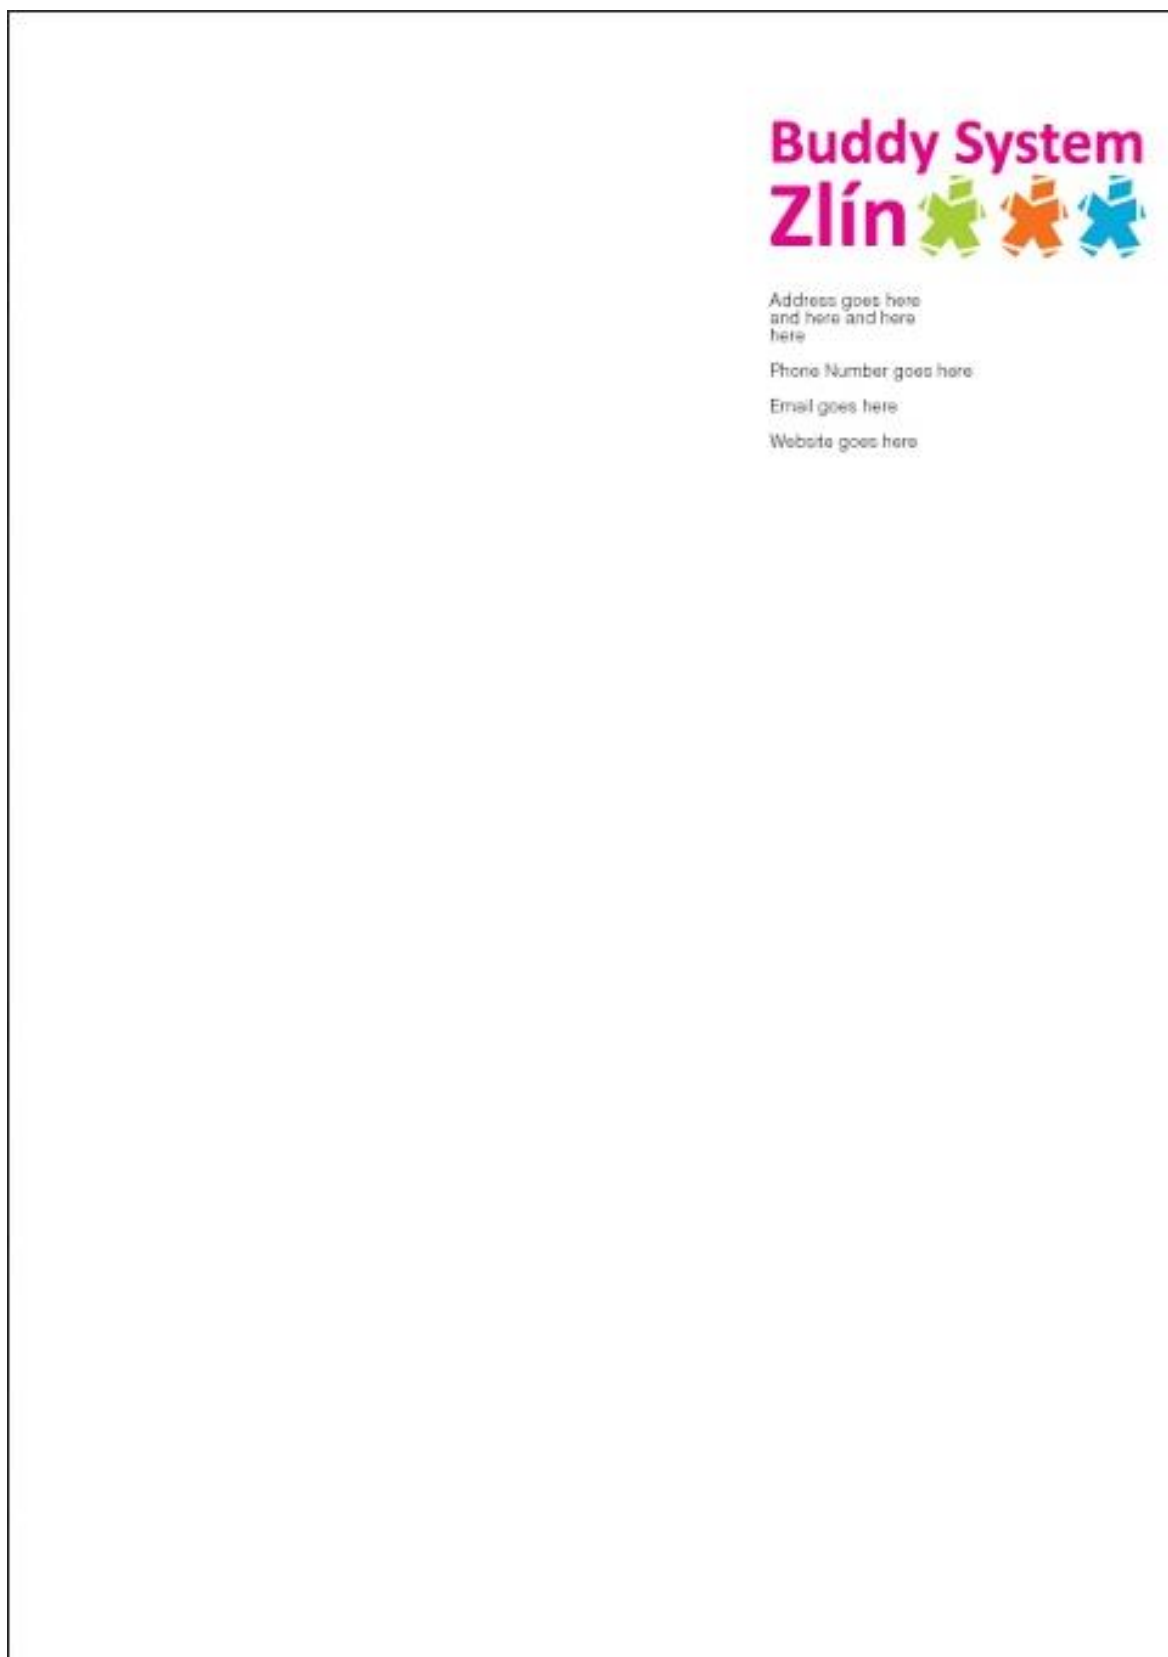 Buddy System
Zlín
Address goes here
and here and here
here
Phone Number goes here
Email goes here
Website goes here